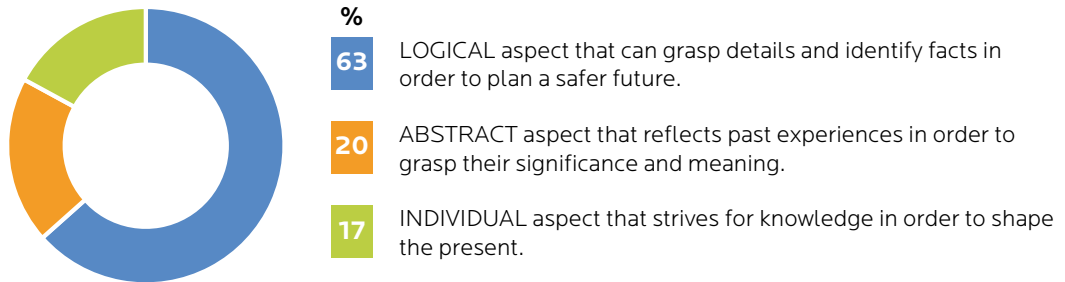 %
63
LOGICAL aspect that can grasp details and identify facts in
order to plan a safer future.
20
ABSTRACT aspect that reflects past experiences in order to
grasp their significance and meaning.
17
INDIVIDUAL aspect that strives for knowledge in order to shape
the present.